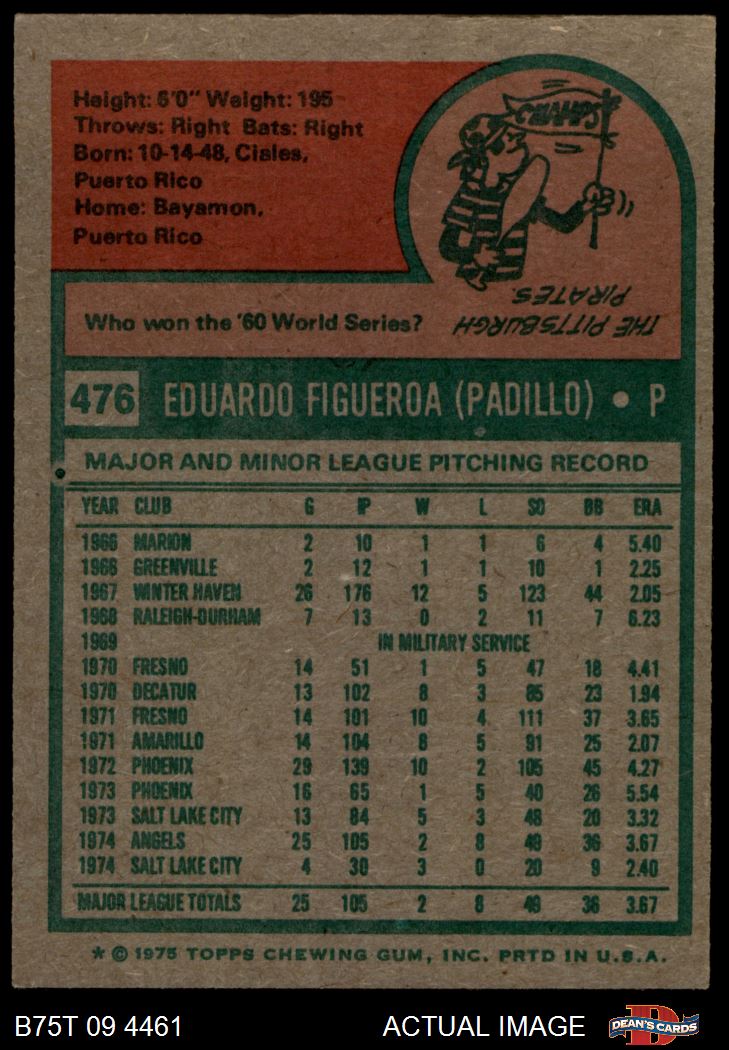 Height: 6'0" Weight: 195
Throws: Right Bats: Right
Born: 10-14-48, Ciales,
Puerto Rico
Home: Bayamon,
Puerto Rico
CHAMPS
Who won the '60 World Series?
THE PITTSBURGH
PIRATES.
476 EDUARDO FIGUEROA (PADILLO) • P
MAJOR AND MINOR LEAGUE PITCHING RECORD
YEAR CLUB G IP W L SO BB ERA
1966 MARION 2 10 1 1 6 4 5.40
1966 GREENVILLE 2 12 1 1 10 1 2.25
1967 WINTER HAVEN 26 176 12 5 123 44 2.05
1968 RALEIGH-DURHAM 7 13 0 2 11 7 6.23
1969 IN MILITARY SERVICE
1970 FRESNO 14 51 1 5 47 18 4.41
1970 DECATUR 13 102 8 3 85 23 1.94
1971 FRESNO 14 101 10 4 111 37 3.65
1971 AMARILLO 14 104 8 5 91 25 2.07
1972 PHOENIX 29 139 10 2 105 45 4.27
1973 PHOENIX 16 65 1 5 40 26 5.54
1973 SALT LAKE CITY 13 84 5 3 48 20 3.32
1974 ANGELS 25 105 2 8 49 36 3.67
1974 SALT LAKE CITY 4 30 3 0 20 9 2.40
MAJOR LEAGUE TOTALS 25 105 2 8 49 36 3.67
* © 1975 TOPPS CHEWING GUM, INC. PRTD IN U.S.A.
B75T 09 4461 ACTUAL IMAGE DEAN'S CARDS